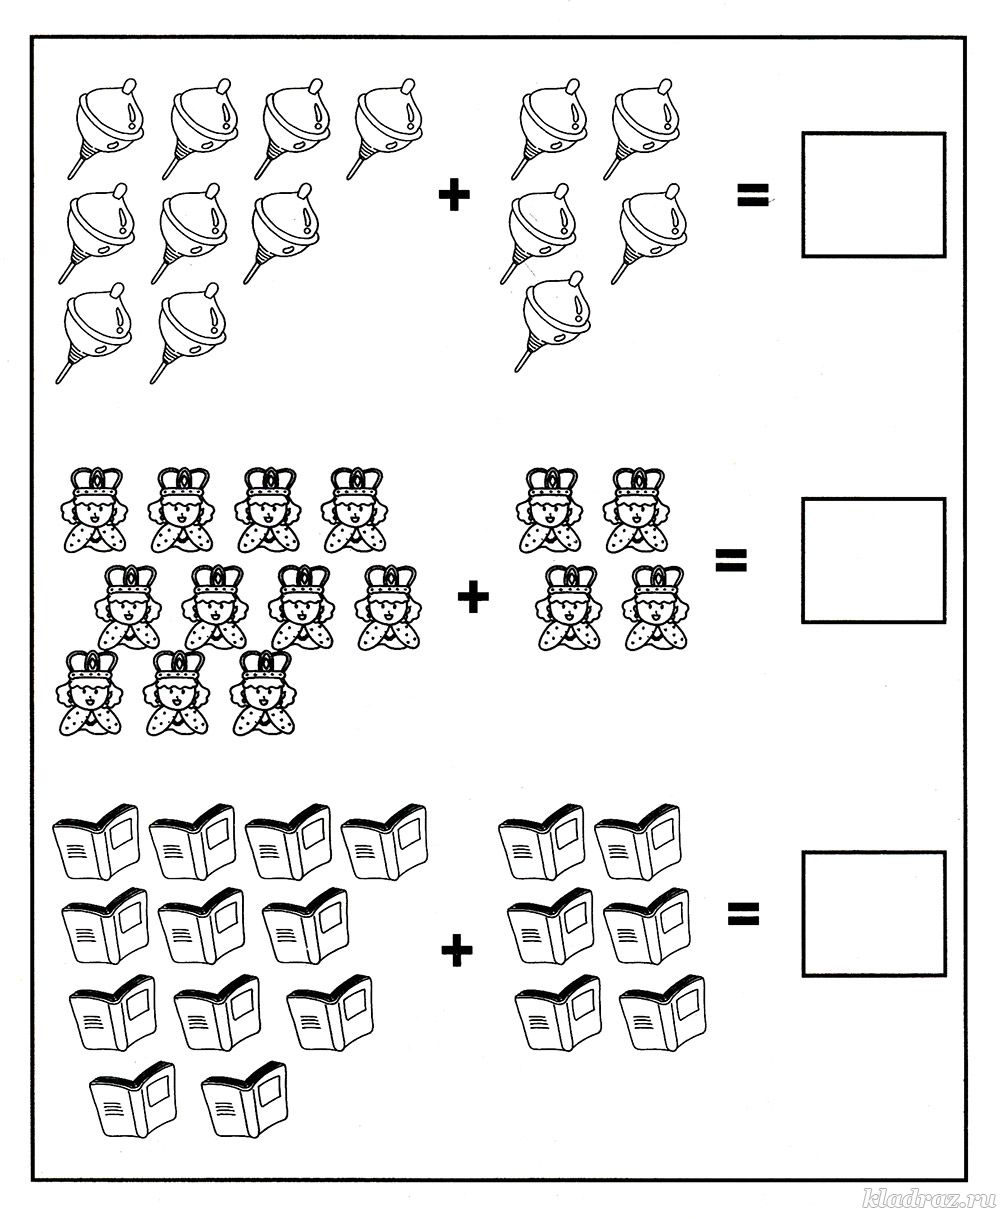 + =
+ =
+ =
kladraz.ru